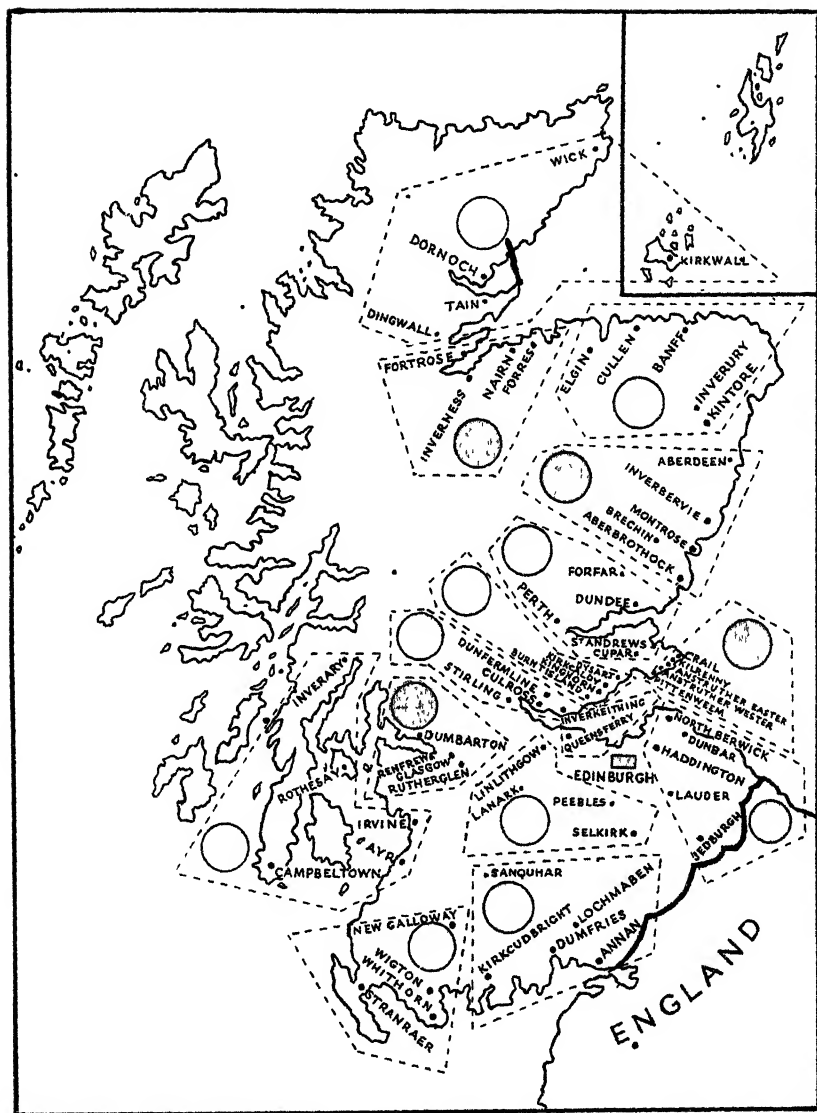 WICK
DORNOCH
KIRKWALL
TAIN
DINGWALL
FORTROSE
NAIRN
FORRES
INVERNESS
ELGIN
CULLEN
BANFF
INVERURY
KINTORE
ABERDEEN
INVERBERVIE
MONTROSE
BRECHIN
ABERBROTHOCK
FORFAR
DUNDEE
PERTH
ST ANDREWS
CUPAR
CRAIL
KILRENNY
ANSTRUTHER EASTER
ANSTRUTHER WESTER
PITTENWEEM
KINGHORN
DUNFERMLINE
CULROSS
STIRLING
INVERKEITHING
QUEENSFERRY
INVERARY
DUMBARTON
RENFREW
GLASGOW
RUTHERGLEN
ROTHESAY
NORTH BERWICK
DUNBAR
HADDINGTON
LAUDER
JEDBURGH
EDINBURGH
LINLITHGOW
LANARK
PEEBLES
SELKIRK
IRVINE
AYR
CAMPBELTOWN
SANQUHAR
LOCHMABEN
KIRKCUDBRIGHT
DUMFRIES
ANNAN
NEW GALLOWAY
WIGTON
WHITHORN
STRANRAER
ENGLAND